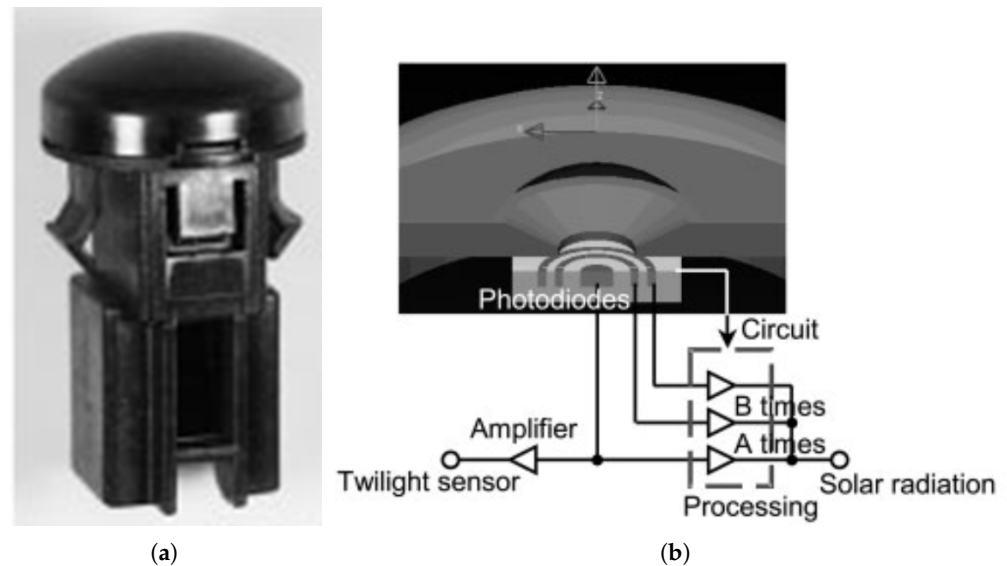 z
Photodiodes
Circuit
B times
Amplifier
A times
Twilight sensor
Solar radiation
Processing
(a)
(b)